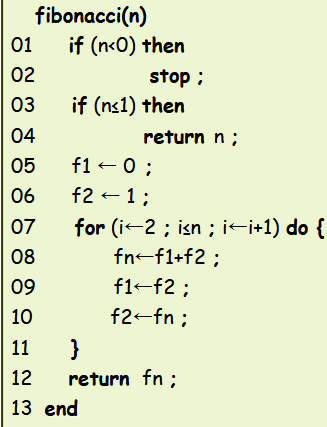 fibonacci(n)
01 if (n<0) then
02 stop ;
03 if (n≤1) then
04 return n ;
05 f1 ← 0 ;
06 f2 ← 1 ;
07 for (i←2 ; i≤n ; i←i+1) do {
08 fn←f1+f2 ;
09 f1←f2 ;
10 f2←fn ;
11 }
12 return fn ;
13 end